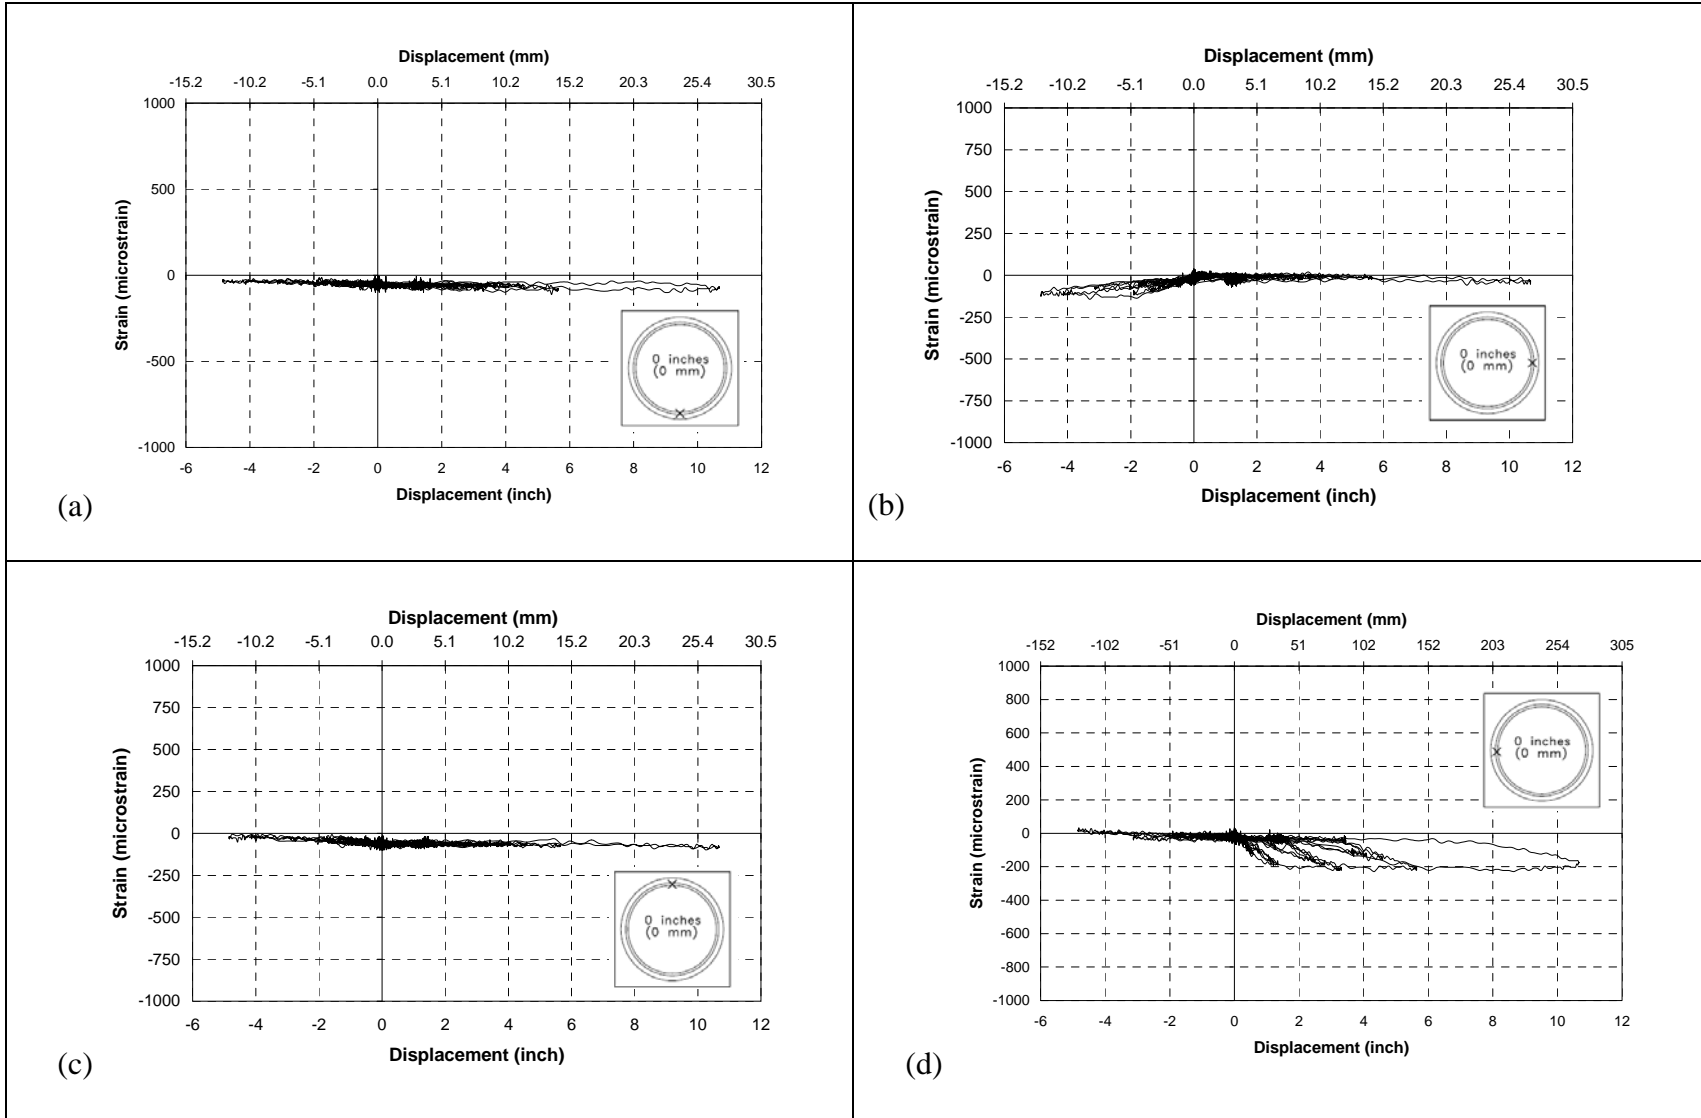 Displacement (mm)
-15.2 -10.2 -5.1 0.0 5.1 10.2 15.2 20.3 25.4 30.5
1000
500
0
-500
-1000
Strain (microstrain)
0 inches
(0 mm)
-6 -4 -2 0 2 4 6 8 10 12
Displacement (inch)
(a)
Displacement (mm)
-15.2 -10.2 -5.1 0.0 5.1 10.2 15.2 20.3 25.4 30.5
1000
750
500
250
0
-250
-500
-750
-1000
Strain (microstrain)
0 inches
(0 mm)
-6 -4 -2 0 2 4 6 8 10 12
Displacement (inch)
(b)
Displacement (mm)
-15.2 -10.2 -5.1 0.0 5.1 10.2 15.2 20.3 25.4 30.5
1000
750
500
250
0
-250
-500
-750
-1000
Strain (microstrain)
0 inches
(0 mm)
-6 -4 -2 0 2 4 6 8 10 12
Displacement (inch)
(c)
Displacement (mm)
-152 -102 -51 0 51 102 152 203 254 305
1000
800
600
400
200
0
-200
-400
-600
-800
-1000
Strain (microstrain)
0 inches
(0 mm)
-6 -4 -2 0 2 4 6 8 10 12
Displacement (inch)
(d)